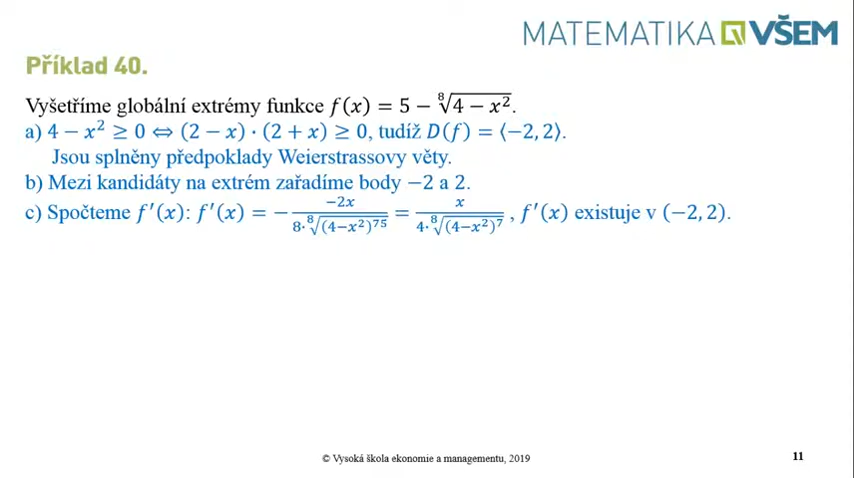 MATEMATIKA VŠEM
Příklad 40.
Vyšetříme globální extrémy funkce f(x) = 5 − ⁸√(4 − x²).
a) 4 − x² ≥ 0 ⇔ (2 − x) · (2 + x) ≥ 0, tudíž D(f) = ⟨−2, 2⟩.
Jsou splněny předpoklady Weierstrassovy věty.
b) Mezi kandidáty na extrém zařadíme body −2 a 2.
c) Spočteme f′(x): f′(x) = − −2x / (8·⁸√((4−x²)⁷⁵)) = x / (4·⁸√((4−x²)⁷)) , f′(x) existuje v (−2, 2).
© Vysoká škola ekonomie a managementu, 2019
11